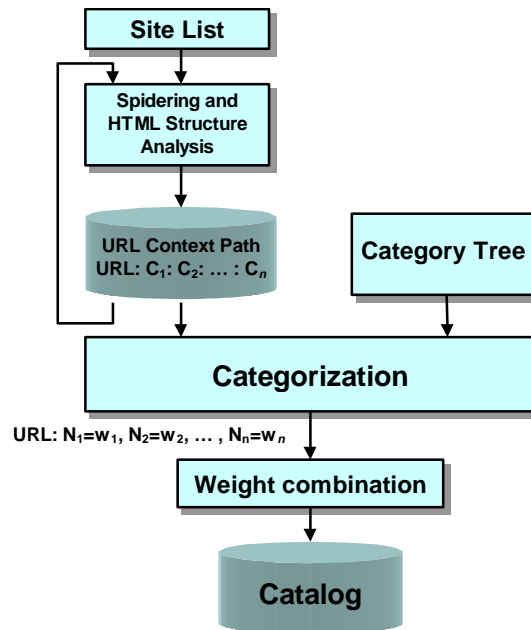 Site List
Spidering and
HTML Structure
Analysis
URL Context Path
URL: C₁: C₂: … : Cₙ
Category Tree
Categorization
URL: N₁=w₁, N₂=w₂, … , Nₙ=wₙ
Weight combination
Catalog